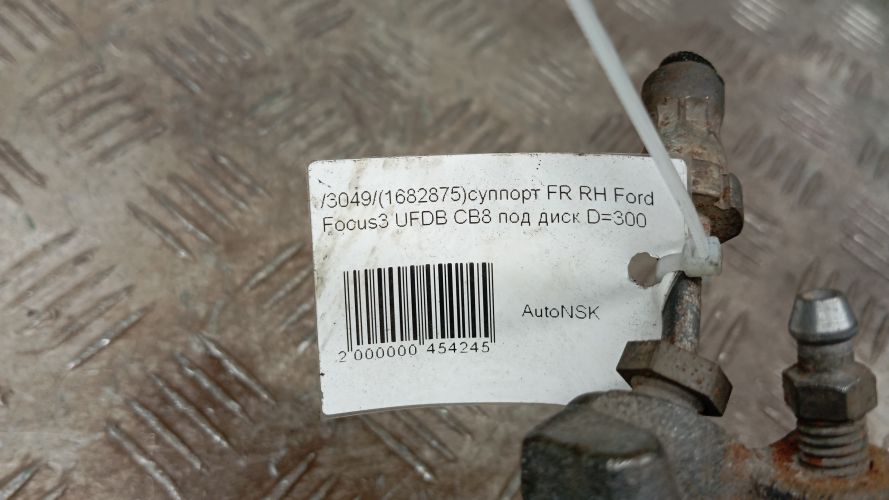 /3049/(1682875)суппорт FR RH Ford
Focus3 UFDB CB8 под диск D=300
AutoNSK
2 000000 454245